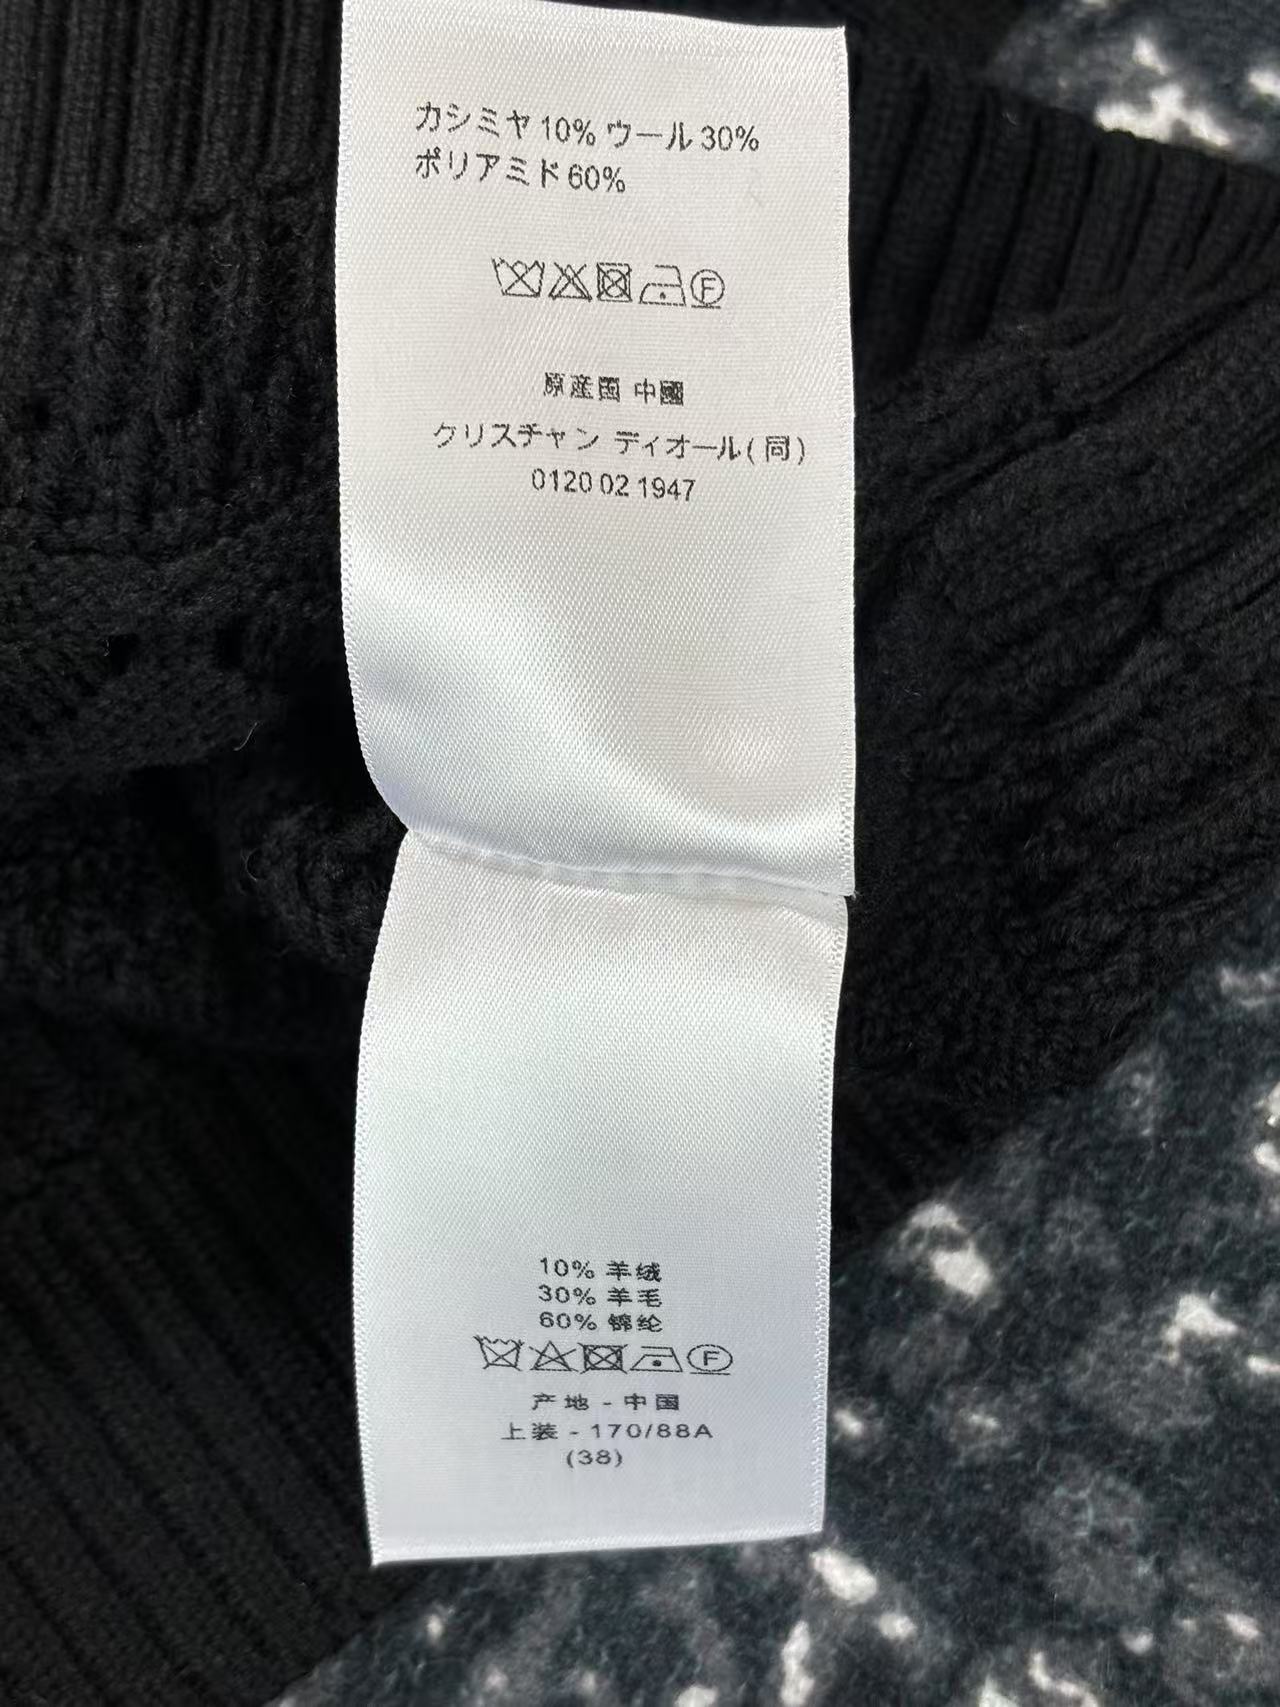 カシミヤ 10% ウール 30%
ポリアミド 60%
F
原産国 中國
クリスチャン ディオール(同)
0120 02 1947
10% 羊绒
30% 羊毛
60% 锦纶
F
产地 - 中国
上装 - 170/88A
(38)